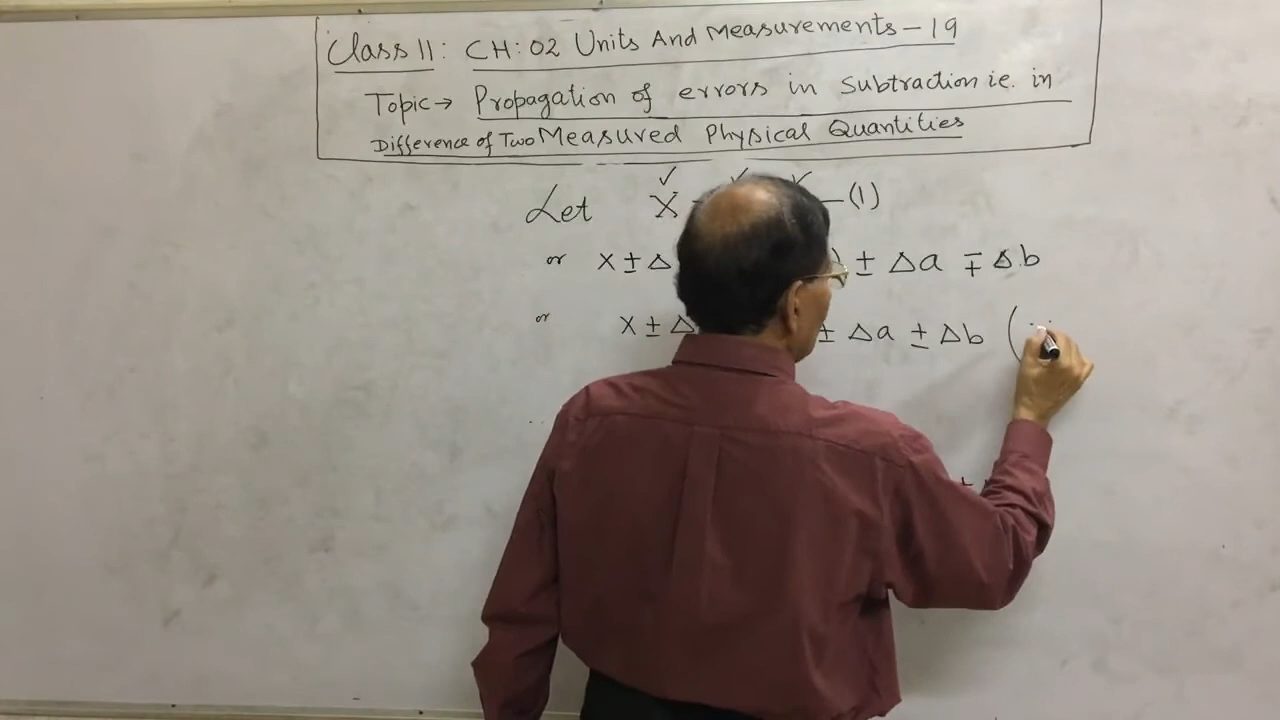 Class 11: CH: 02 Units And Measurements - 19
Topic → Propagation of errors in Subtraction ie. in
Difference of Two Measured Physical Quantities
Let X — (1)
or X ± Δ ) ± Δa ∓ Δb
or X ± Δ ± Δa ± Δb (